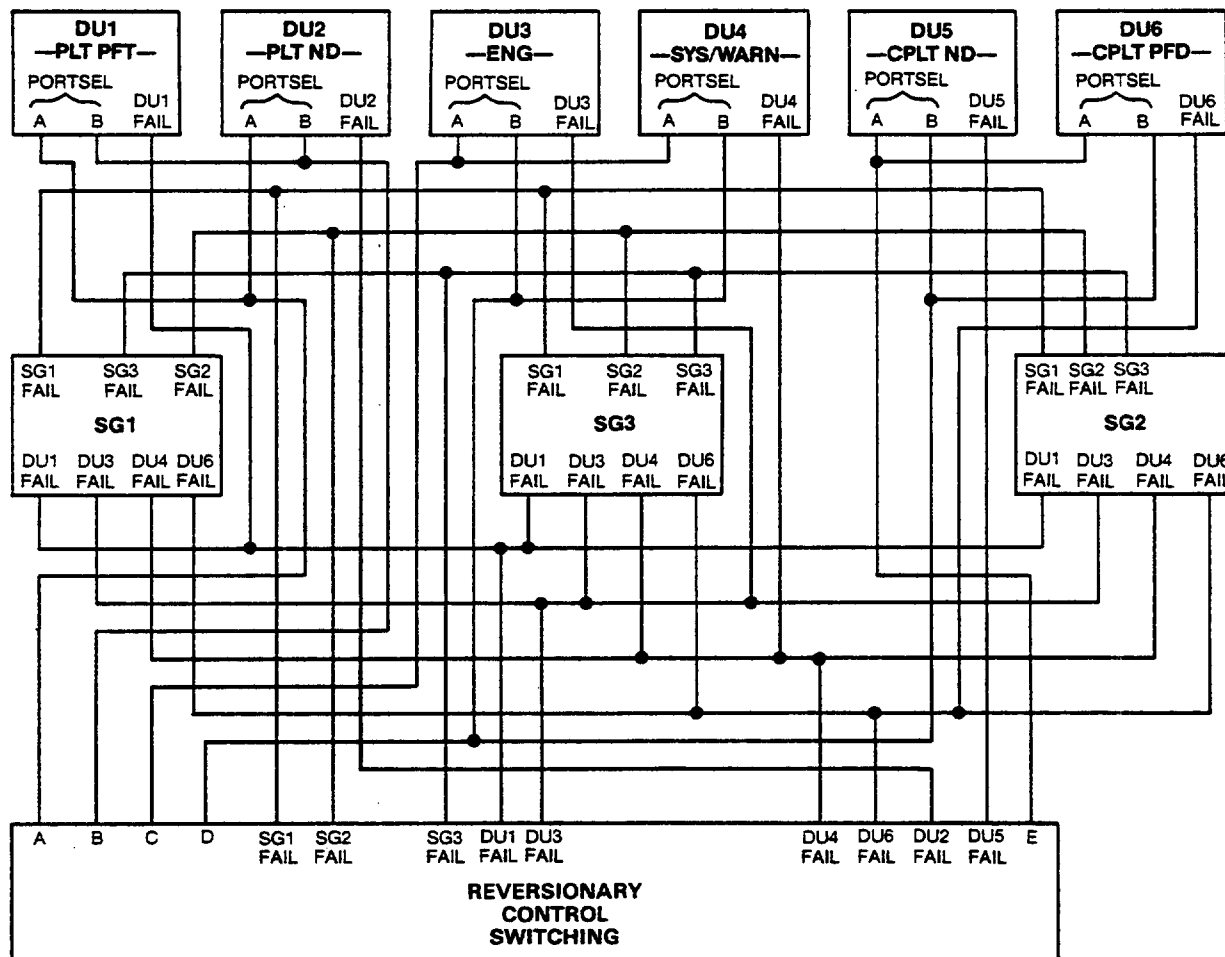 DU1
PLT PFT
PORTSEL
A B
DU1
FAIL
DU2
PLT ND
PORTSEL
A B
DU2
FAIL
DU3
ENG
PORTSEL
A B
DU3
FAIL
DU4
SYS/WARN
PORTSEL
A B
DU4
FAIL
DU5
CPLT ND
PORTSEL
A B
DU5
FAIL
DU6
CPLT PFD
PORTSEL
A B
DU6
FAIL
SG1 SG3 SG2
FAIL FAIL FAIL
SG1
DU1 DU3 DU4 DU6
FAIL FAIL FAIL FAIL
SG1 SG2 SG3
FAIL FAIL FAIL
SG3
DU1 DU3 DU4 DU6
FAIL FAIL FAIL FAIL
SG1 SG2 SG3
FAIL FAIL FAIL
SG2
DU1 DU3 DU4 DU6
FAIL FAIL FAIL FAIL
A B C D SG1 SG2 SG3 DU1 DU3 DU4 DU6 DU2 DU5 E
FAIL FAIL FAIL FAIL FAIL FAIL FAIL FAIL FAIL
REVERSIONARY
CONTROL
SWITCHING